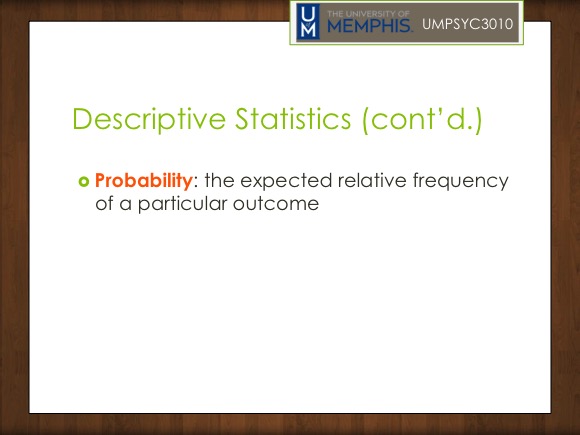 UM
THE UNIVERSITY OF
MEMPHIS.
UMPSYC3010
Descriptive Statistics (cont’d.)
Probability: the expected relative frequency
of a particular outcome